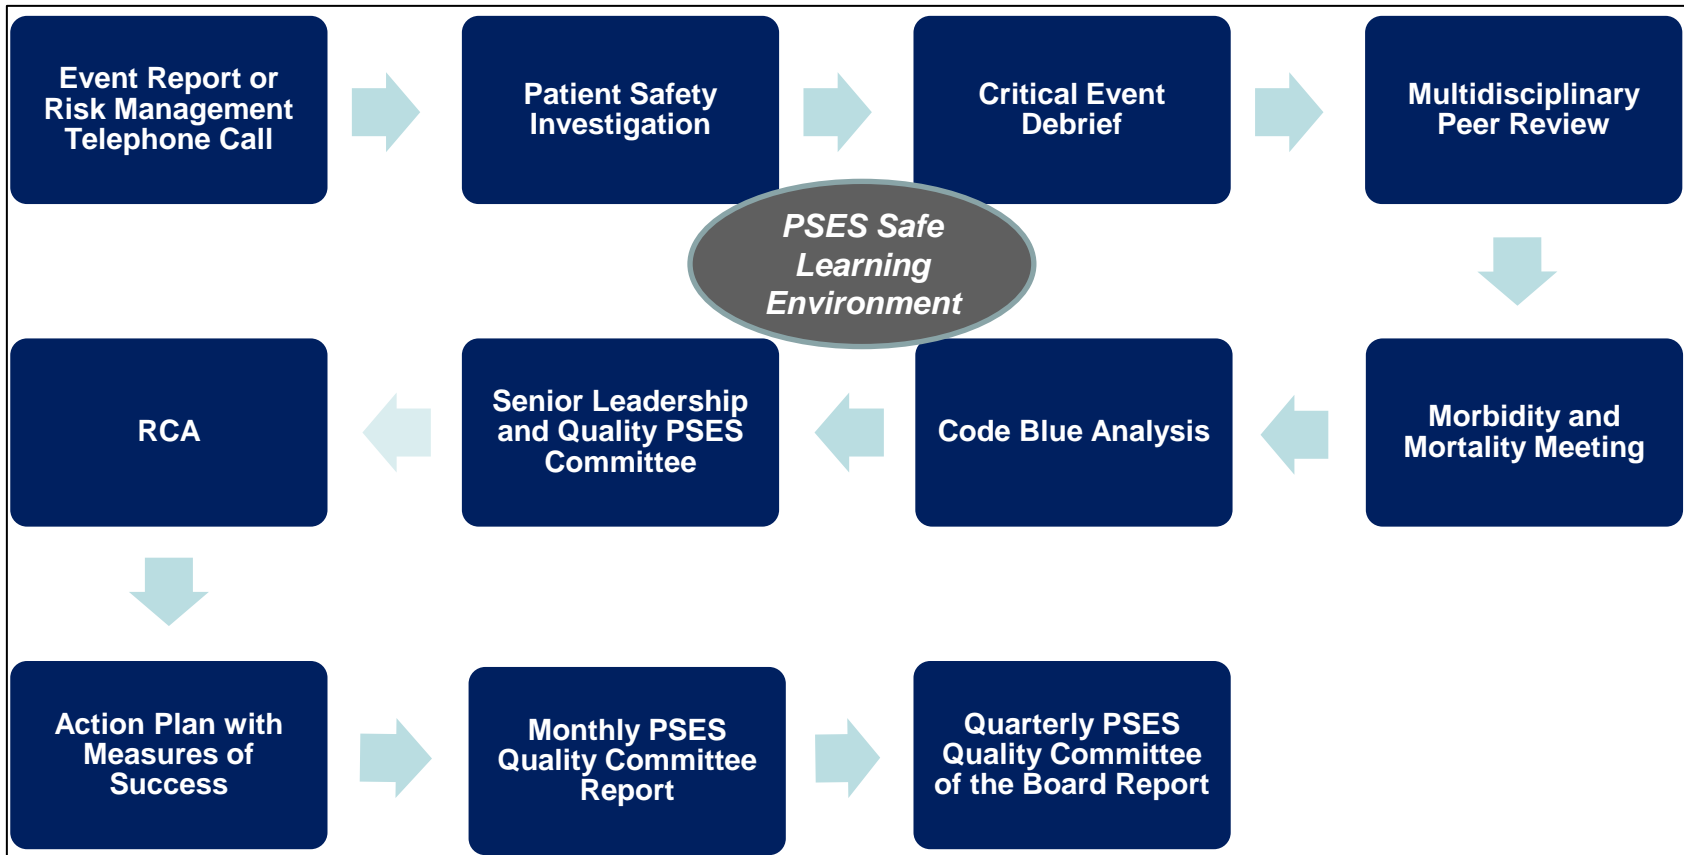 Event Report or
Risk Management
Telephone Call
Patient Safety
Investigation
Critical Event
Debrief
Multidisciplinary
Peer Review
PSES Safe
Learning
Environment
RCA
Senior Leadership
and Quality PSES
Committee
Code Blue Analysis
Morbidity and
Mortality Meeting
Action Plan with
Measures of
Success
Monthly PSES
Quality Committee
Report
Quarterly PSES
Quality Committee
of the Board Report